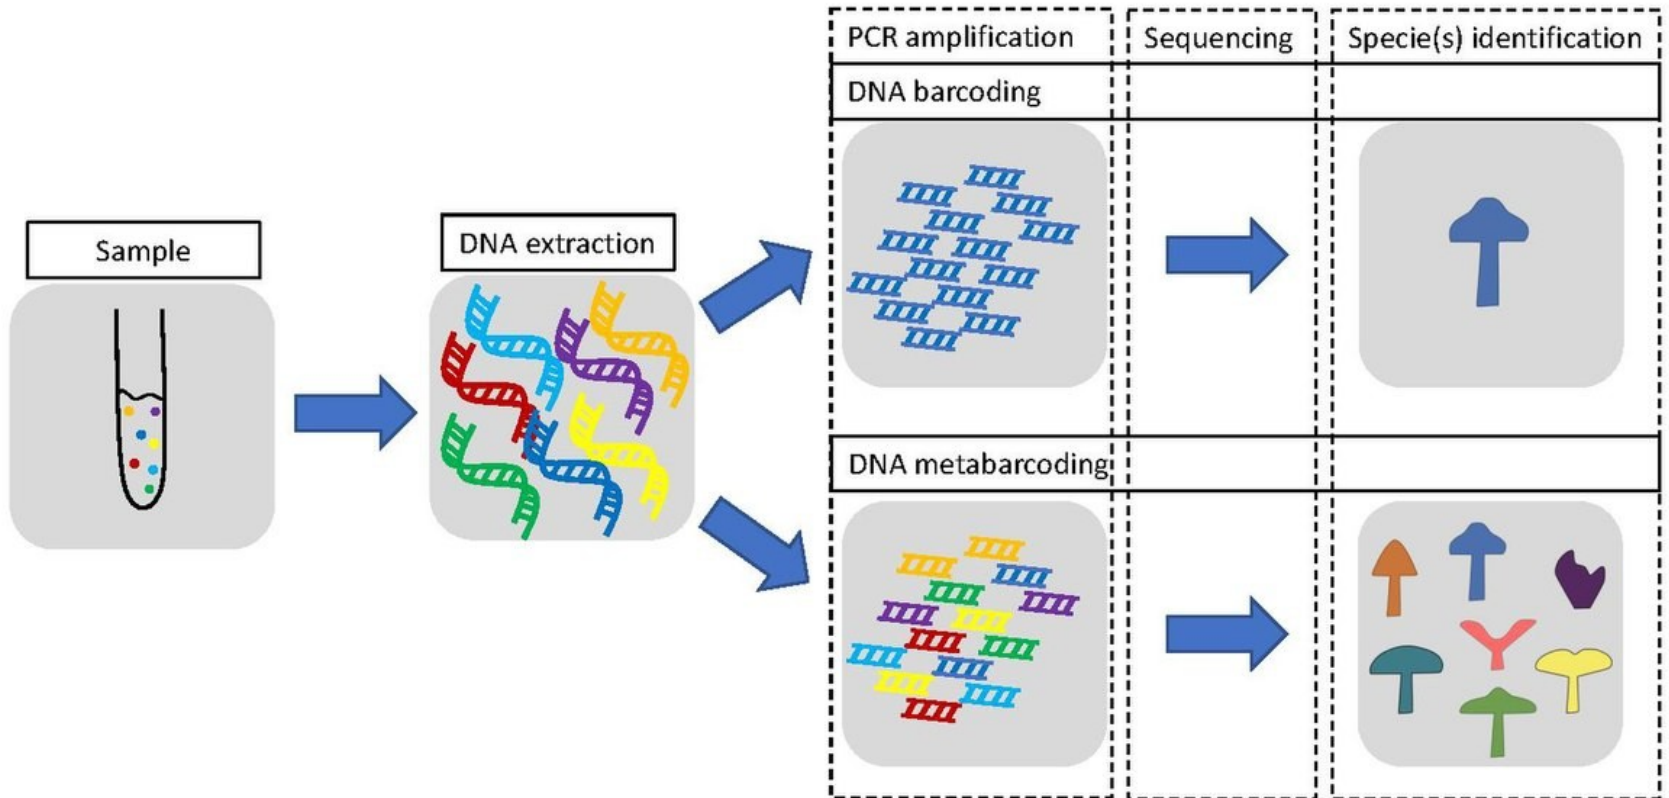 PCR amplification
Sequencing
Specie(s) identification
DNA barcoding
Sample
DNA extraction
DNA metabarcoding